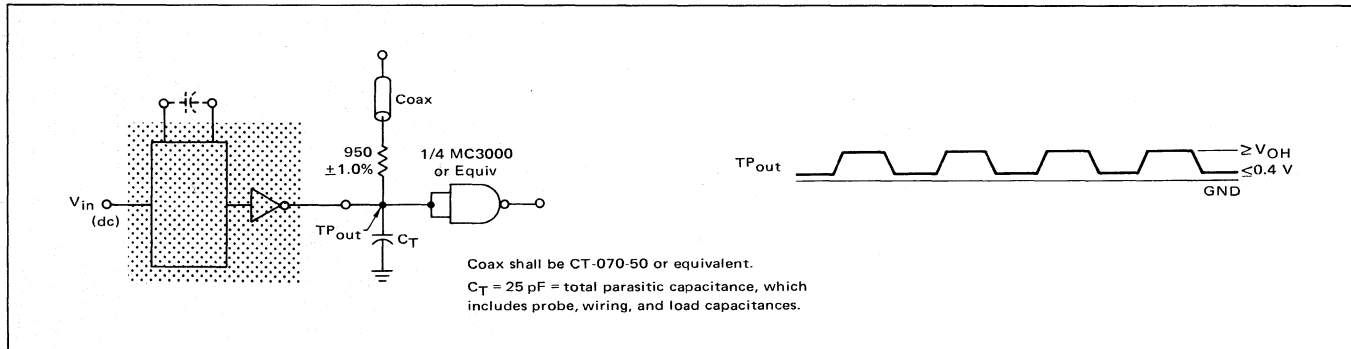 Coax
950
±1.0%
1/4 MC3000
or Equiv
V_in
(dc)
TP_out
C_T
Coax shall be CT-070-50 or equivalent.
C_T = 25 pF = total parasitic capacitance, which
includes probe, wiring, and load capacitances.
TP_out
≥V_OH
≤0.4 V
GND